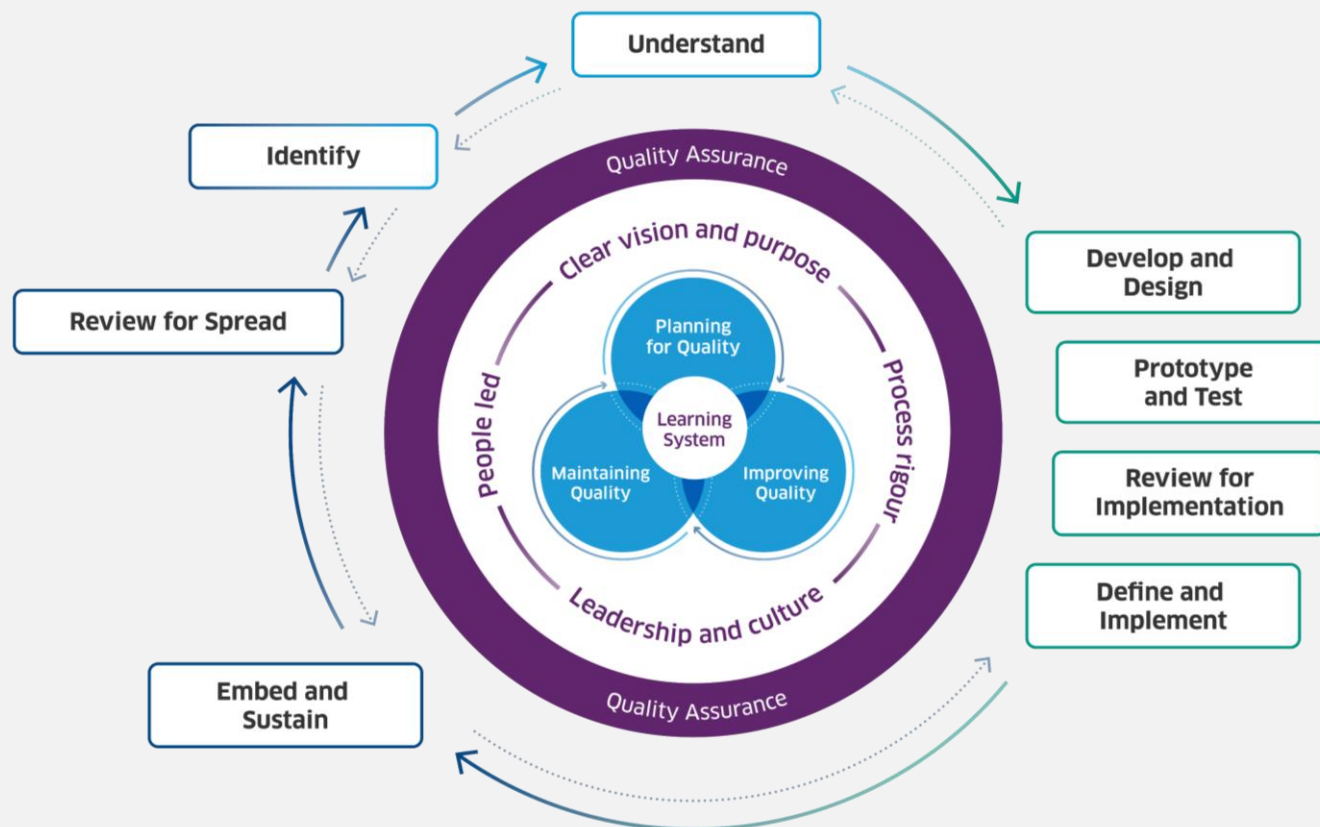 Understand
Identify
Quality Assurance
Clear vision and purpose
Develop and
Design
Review for Spread
Planning
for Quality
Prototype
and Test
People led
Process rigour
Learning
System
Maintaining
Quality
Improving
Quality
Review for
Implementation
Leadership and culture
Define and
Implement
Embed and
Sustain
Quality Assurance